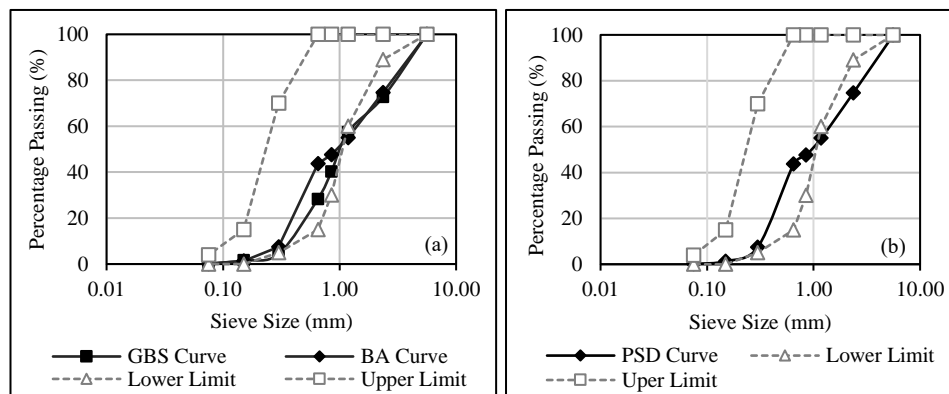 Percentage Passing (%)
100
80
60
40
20
0
(a)
0.01 0.10 1.00 10.00
Sieve Size (mm)
GBS Curve BA Curve
Lower Limit Upper Limit
Percentage Passing (%)
100
80
60
40
20
0
(b)
0.01 0.10 1.00 10.00
Sieve Size (mm)
PSD Curve Lower Limit
Uper Limit